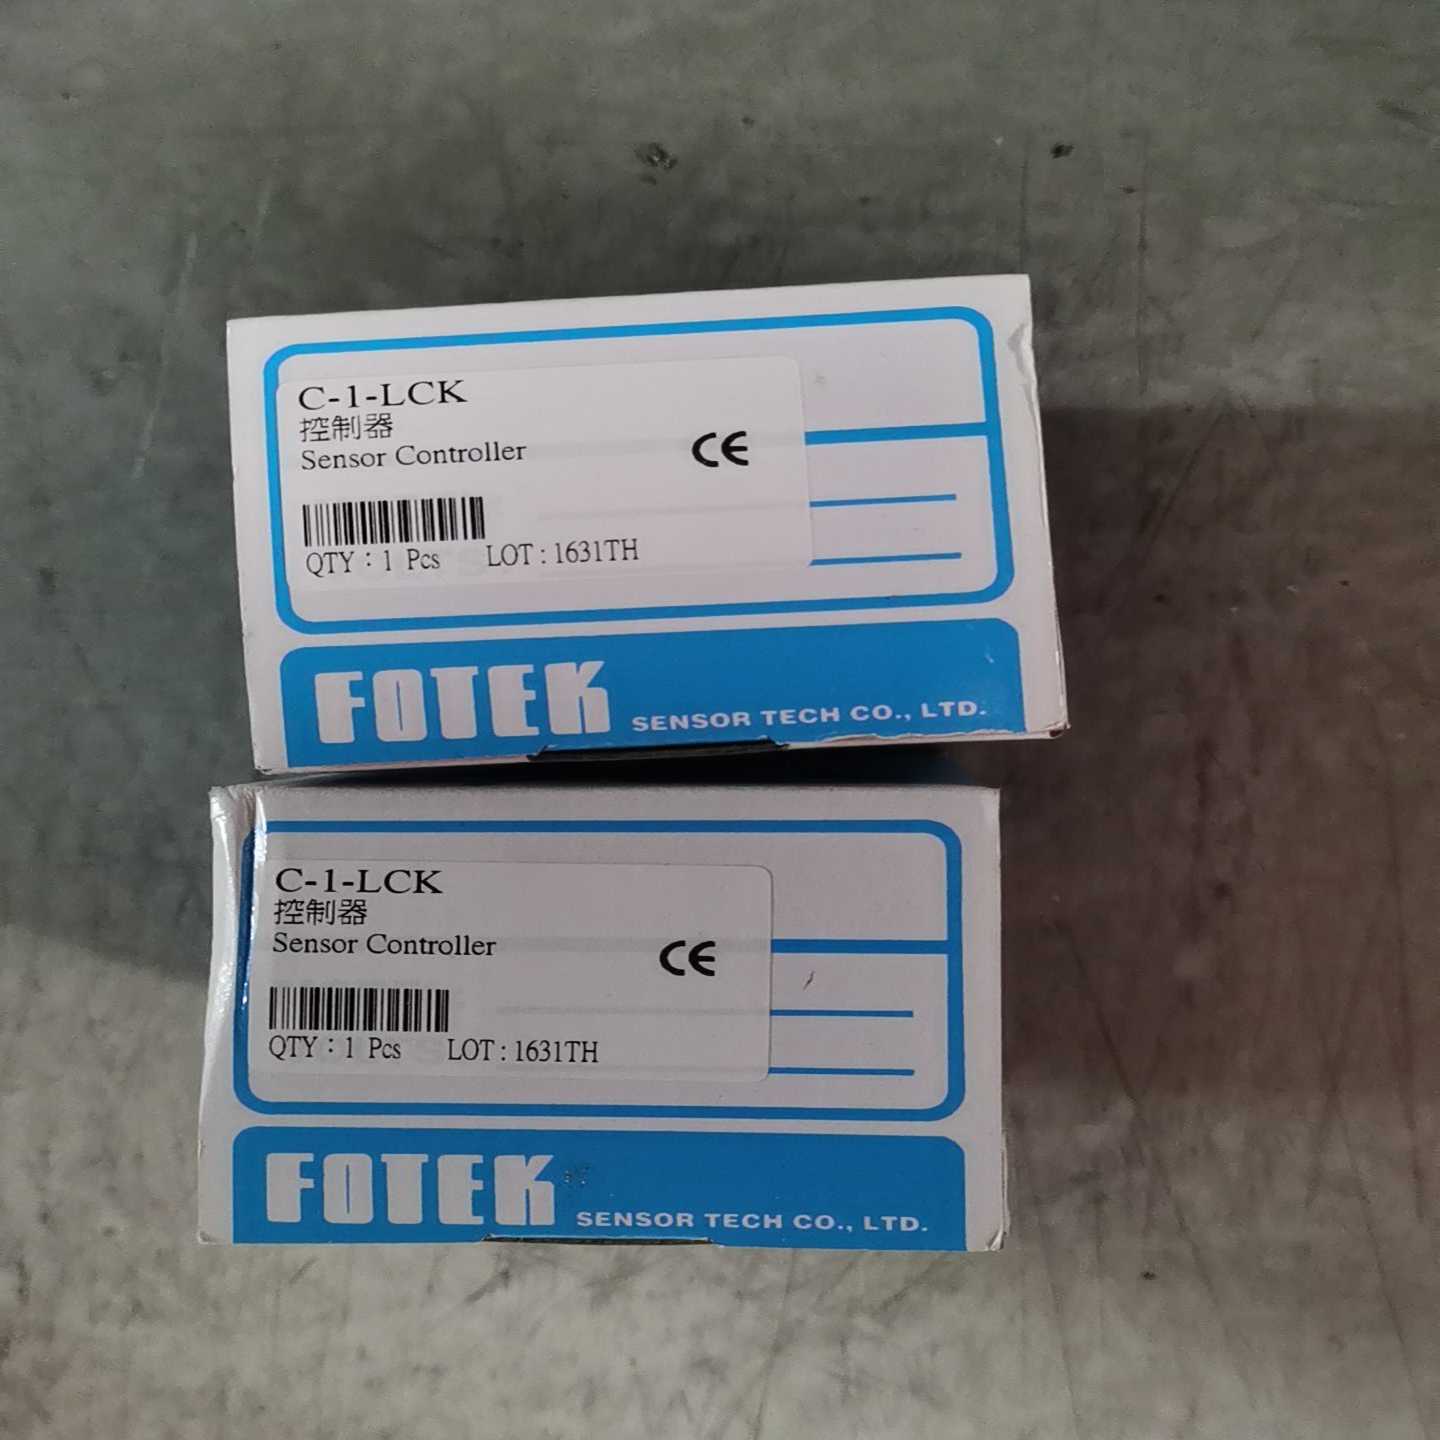 C-1-LCK
控制器
Sensor Controller
CE
QTY：1 Pcs LOT : 1631TH
FOTEK SENSOR TECH CO., LTD.
C-1-LCK
控制器
Sensor Controller
CE
QTY：1 Pcs LOT : 1631TH
FOTEK SENSOR TECH CO., LTD.